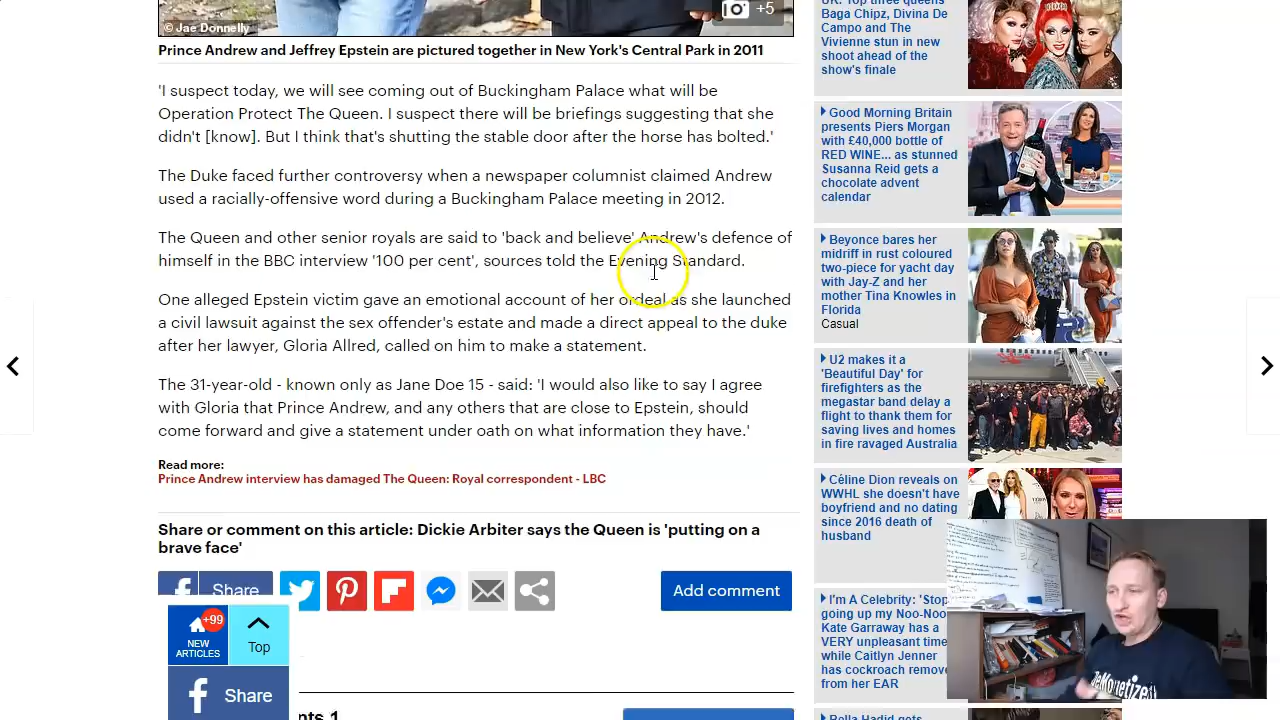 © Jae Donnelly
+5
Prince Andrew and Jeffrey Epstein are pictured together in New York's Central Park in 2011
'I suspect today, we will see coming out of Buckingham Palace what will be
Operation Protect The Queen. I suspect there will be briefings suggesting that she
didn't [know]. But I think that's shutting the stable door after the horse has bolted.'
The Duke faced further controversy when a newspaper columnist claimed Andrew
used a racially-offensive word during a Buckingham Palace meeting in 2012.
The Queen and other senior royals are said to 'back and believe' Andrew's defence of
himself in the BBC interview '100 per cent', sources told the Evening Standard.
One alleged Epstein victim gave an emotional account of her ordeal as she launched
a civil lawsuit against the sex offender's estate and made a direct appeal to the duke
after her lawyer, Gloria Allred, called on him to make a statement.
The 31-year-old - known only as Jane Doe 15 - said: 'I would also like to say I agree
with Gloria that Prince Andrew, and any others that are close to Epstein, should
come forward and give a statement under oath on what information they have.'
Read more:
Prince Andrew interview has damaged The Queen: Royal correspondent - LBC
Share or comment on this article: Dickie Arbiter says the Queen is 'putting on a
brave face'
Share
Add comment
+99
NEW
ARTICLES
Top
Share
nts 1
UK: Top three queens
Baga Chipz, Divina De
Campo and The
Vivienne stun in new
shoot ahead of the
show's finale
Good Morning Britain
presents Piers Morgan
with £40,000 bottle of
RED WINE... as stunned
Susanna Reid gets a
chocolate advent
calendar
Beyonce bares her
midriff in rust coloured
two-piece for yacht day
with Jay-Z and her
mother Tina Knowles in
Florida
Casual
U2 makes it a
'Beautiful Day' for
firefighters as the
megastar band delay a
flight to thank them for
saving lives and homes
in fire ravaged Australia
Céline Dion reveals on
WWHL she doesn't have
boyfriend and no dating
since 2016 death of
husband
I'm A Celebrity: 'Stop
going up my Noo-Noo
Kate Garraway has a
VERY unpleasant time
while Caitlyn Jenner
has cockroach remove
from her EAR
Bella Hadid gets
DeMonetized